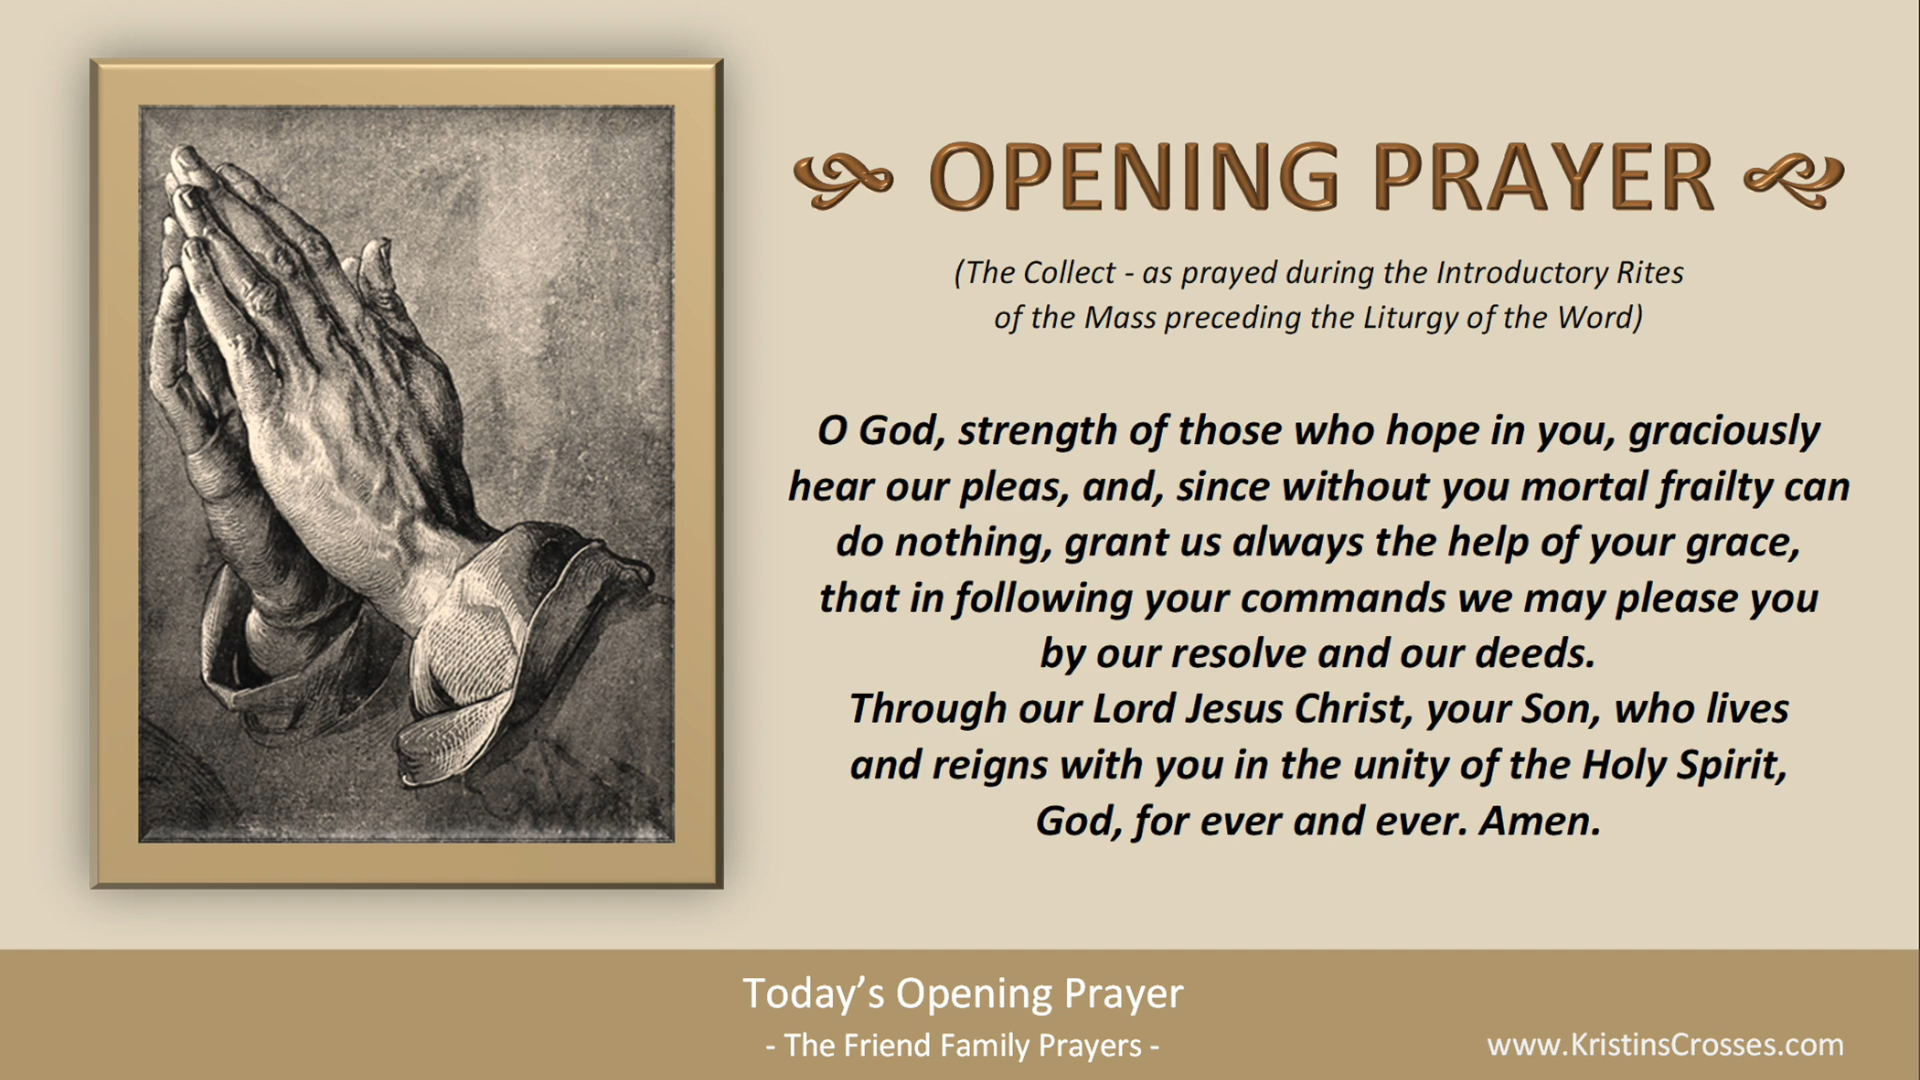 OPENING PRAYER
(The Collect - as prayed during the Introductory Rites
of the Mass preceding the Liturgy of the Word)
O God, strength of those who hope in you, graciously
hear our pleas, and, since without you mortal frailty can
do nothing, grant us always the help of your grace,
that in following your commands we may please you
by our resolve and our deeds.
Through our Lord Jesus Christ, your Son, who lives
and reigns with you in the unity of the Holy Spirit,
God, for ever and ever. Amen.
Today’s Opening Prayer
- The Friend Family Prayers -
www.KristinsCrosses.com